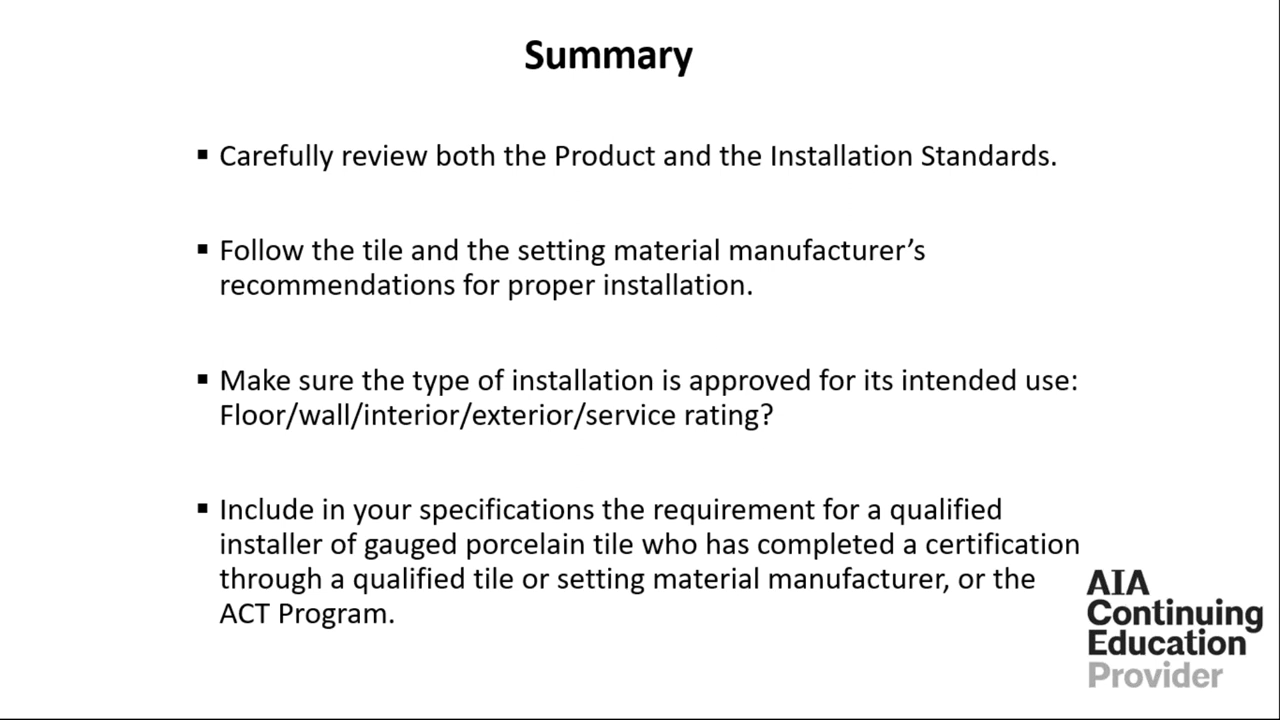 Summary
▪ Carefully review both the Product and the Installation Standards.
▪ Follow the tile and the setting material manufacturer’s
recommendations for proper installation.
▪ Make sure the type of installation is approved for its intended use:
Floor/wall/interior/exterior/service rating?
▪ Include in your specifications the requirement for a qualified
installer of gauged porcelain tile who has completed a certification
through a qualified tile or setting material manufacturer, or the
ACT Program.
AIA
Continuing
Education
Provider